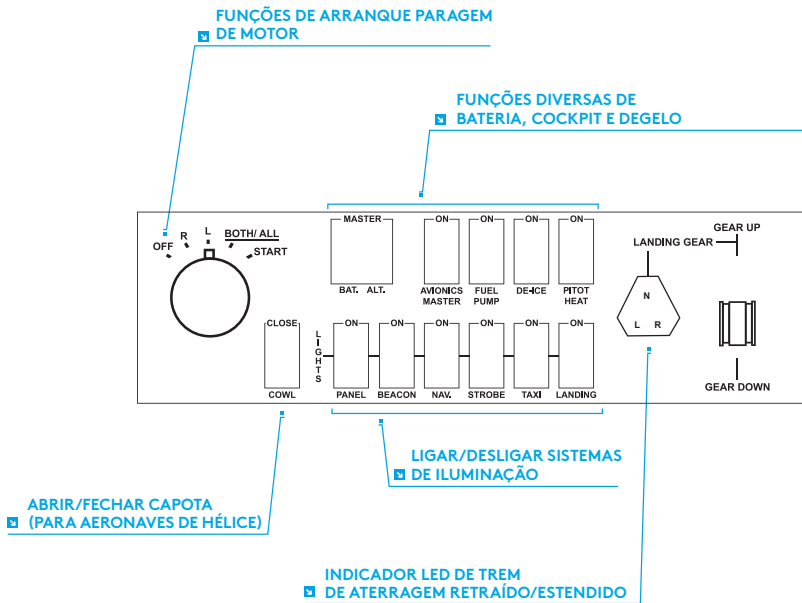 FUNÇÕES DE ARRANQUE PARAGEM
DE MOTOR
FUNÇÕES DIVERSAS DE
BATERIA, COCKPIT E DEGELO
OFF
R
L
BOTH/ ALL
START
MASTER
BAT. ALT.
ON
AVIONICS
MASTER
ON
FUEL
PUMP
ON
DE-ICE
ON
PITOT
HEAT
LANDING GEAR
GEAR UP
N
L R
GEAR DOWN
CLOSE
COWL
LIGHTS
ON
PANEL
ON
BEACON
ON
NAV.
ON
STROBE
ON
TAXI
ON
LANDING
LIGAR/DESLIGAR SISTEMAS
DE ILUMINAÇÃO
ABRIR/FECHAR CAPOTA
(PARA AERONAVES DE HÉLICE)
INDICADOR LED DE TREM
DE ATERRAGEM RETRAÍDO/ESTENDIDO